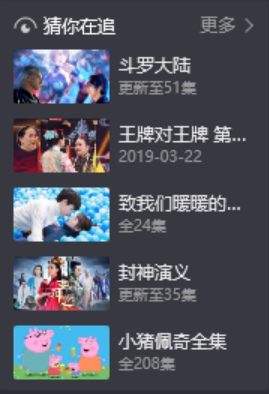 猜你在追
更多
斗罗大陆
更新至51集
王牌对王牌 第...
2019-03-22
致我们暖暖的...
全24集
封神演义
更新至35集
小猪佩奇全集
全208集